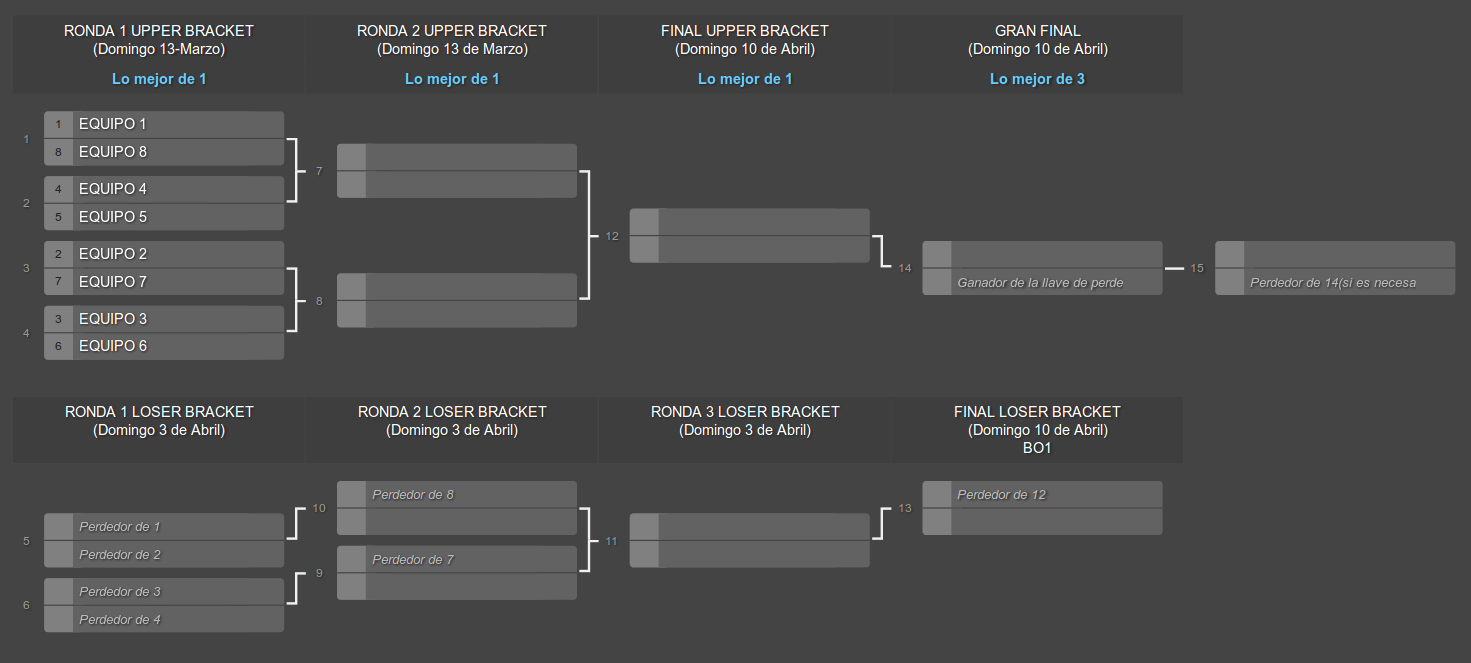 RONDA 1 UPPER BRACKET
(Domingo 13-Marzo)
Lo mejor de 1
RONDA 2 UPPER BRACKET
(Domingo 13 de Marzo)
Lo mejor de 1
FINAL UPPER BRACKET
(Domingo 10 de Abril)
Lo mejor de 1
GRAN FINAL
(Domingo 10 de Abril)
Lo mejor de 3
1
1 EQUIPO 1
8 EQUIPO 8
2
4 EQUIPO 4
5 EQUIPO 5
3
2 EQUIPO 2
7 EQUIPO 7
4
3 EQUIPO 3
6 EQUIPO 6
7
8
12
14
Ganador de la llave de perde
15
Perdedor de 14(si es necesa
RONDA 1 LOSER BRACKET
(Domingo 3 de Abril)
RONDA 2 LOSER BRACKET
(Domingo 3 de Abril)
RONDA 3 LOSER BRACKET
(Domingo 3 de Abril)
FINAL LOSER BRACKET
(Domingo 10 de Abril)
BO1
5
Perdedor de 1
Perdedor de 2
6
Perdedor de 3
Perdedor de 4
10
Perdedor de 8
9
Perdedor de 7
11
13
Perdedor de 12